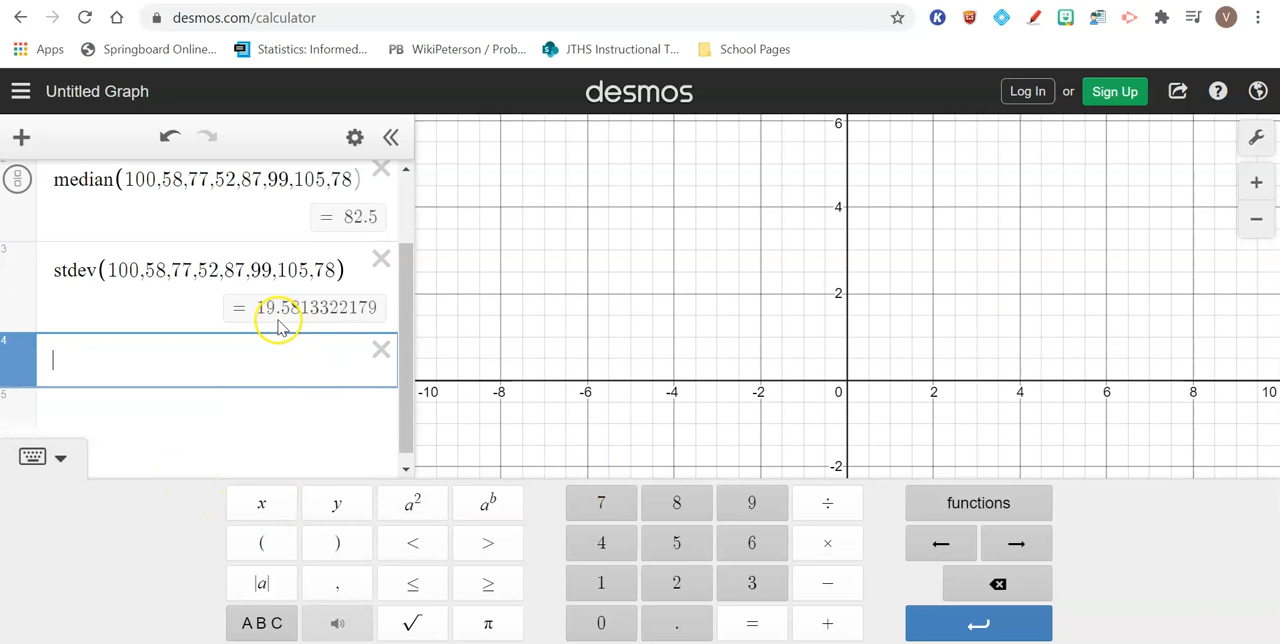 desmos.com/calculator
V
Apps
Springboard Online...
Statistics: Informed...
PB WikiPeterson / Prob...
JTHS Instructional T...
School Pages
Untitled Graph
desmos
Log In or Sign Up
median(100,58,77,52,87,99,105,78)
= 82.5
3
stdev(100,58,77,52,87,99,105,78)
= 19.5813322179
4
5
6
4
2
-10 -6 -4 -2 0 2 4 6 8 10
-2
x y a² aᵇ 7 8 9 ÷ functions
( ) < > 4 5 6 × ← →
|a| , ≤ ≥ 1 2 3 −
A B C √ π 0 . = +